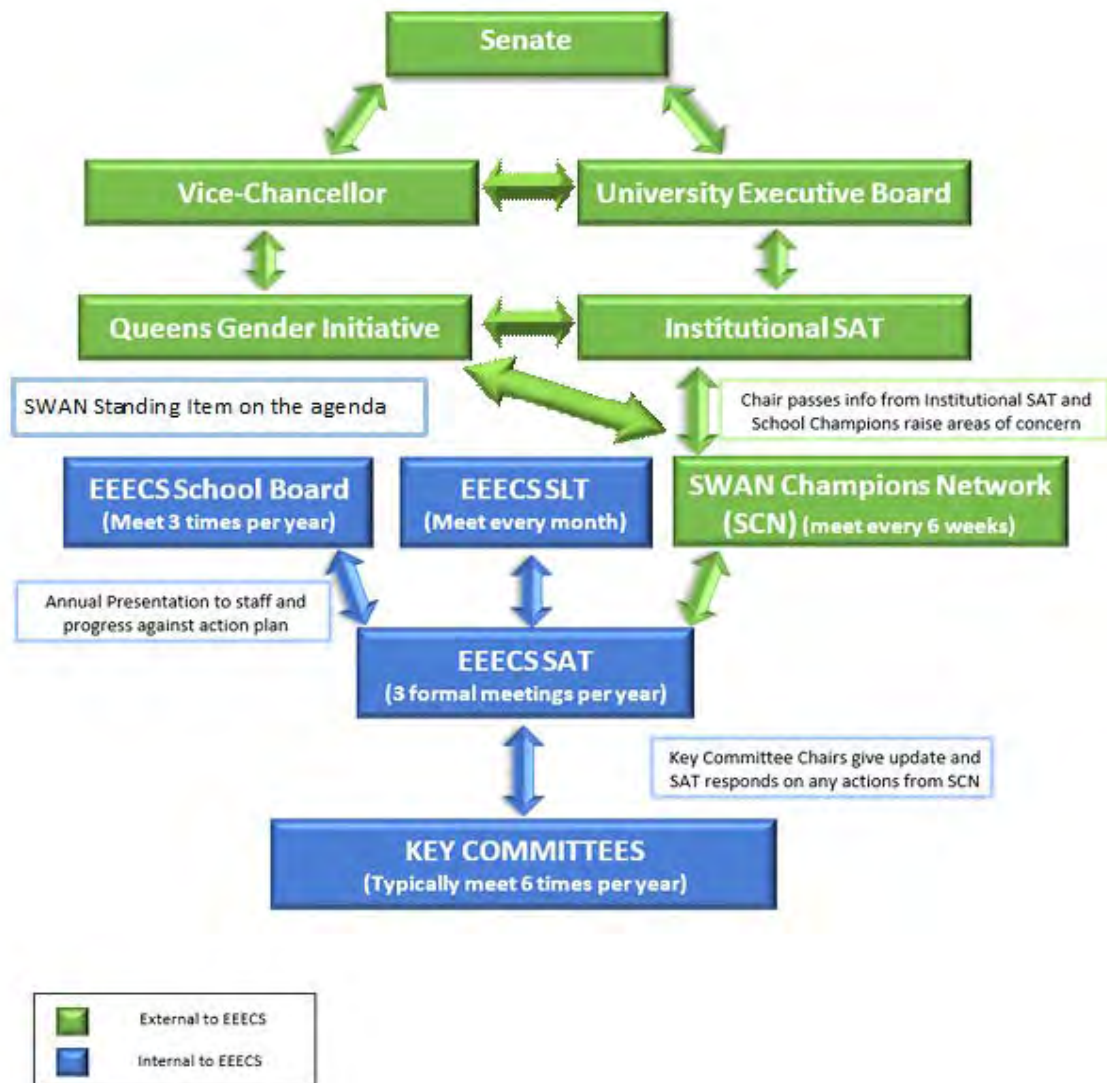 Senate
Vice-Chancellor
University Executive Board
Queens Gender Initiative
Institutional SAT
SWAN Standing Item on the agenda
Chair passes info from Institutional SAT and
School Champions raise areas of concern
EEECS School Board
(Meet 3 times per year)
EEECS SLT
(Meet every month)
SWAN Champions Network
(SCN) (meet every 6 weeks)
Annual Presentation to staff and
progress against action plan
EEECS SAT
(3 formal meetings per year)
Key Committee Chairs give update and
SAT responds on any actions from SCN
KEY COMMITTEES
(Typically meet 6 times per year)
External to EEECS
Internal to EEECS